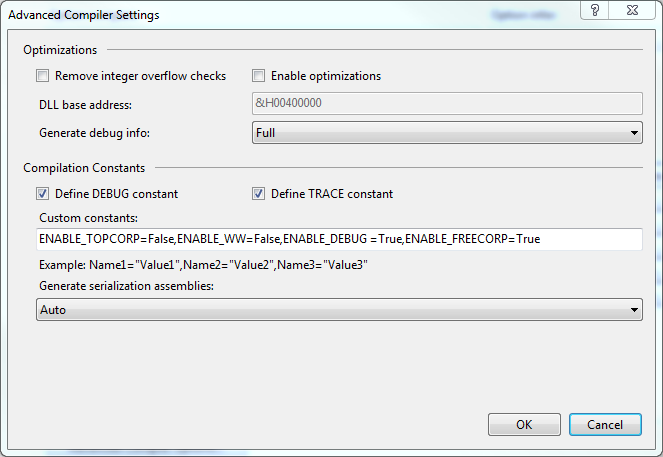 Advanced Compiler Settings
Optimizations
Remove integer overflow checks Enable optimizations
DLL base address: &H00400000
Generate debug info: Full
Compilation Constants
Define DEBUG constant Define TRACE constant
Custom constants:
ENABLE_TOPCORP=False,ENABLE_WW=False,ENABLE_DEBUG =True,ENABLE_FREECORP=True
Example: Name1="Value1",Name2="Value2",Name3="Value3"
Generate serialization assemblies:
Auto
OK Cancel